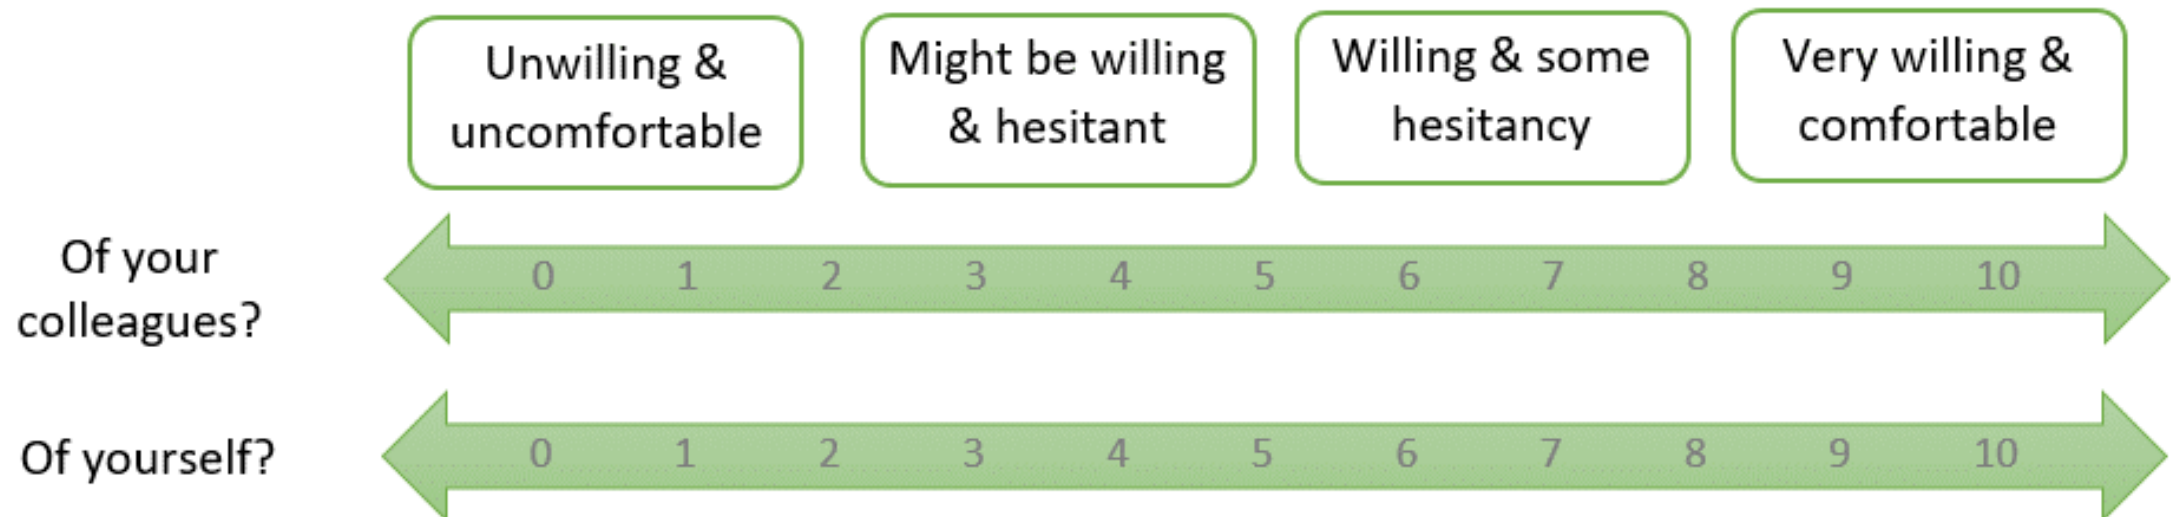 Unwilling &
uncomfortable
Might be willing
& hesitant
Willing & some
hesitancy
Very willing &
comfortable
Of your
colleagues?
0 1 2 3 4 5 6 7 8 9 10
Of yourself?
0 1 2 3 4 5 6 7 8 9 10